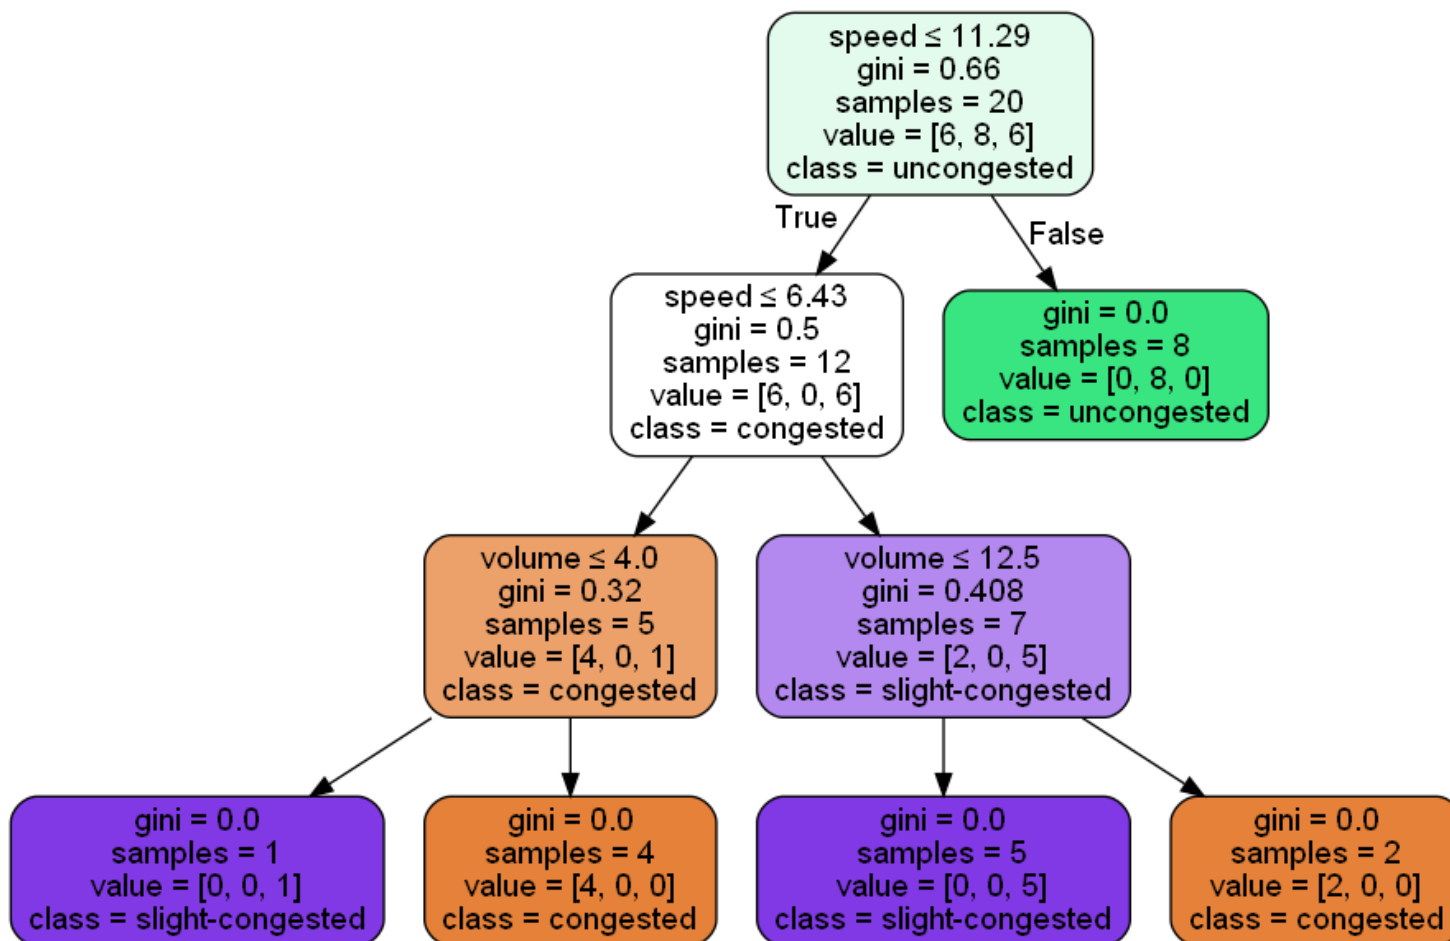 speed ≤ 11.29
gini = 0.66
samples = 20
value = [6, 8, 6]
class = uncongested
True
False
speed ≤ 6.43
gini = 0.5
samples = 12
value = [6, 0, 6]
class = congested
gini = 0.0
samples = 8
value = [0, 8, 0]
class = uncongested
volume ≤ 4.0
gini = 0.32
samples = 5
value = [4, 0, 1]
class = congested
volume ≤ 12.5
gini = 0.408
samples = 7
value = [2, 0, 5]
class = slight-congested
gini = 0.0
samples = 1
value = [0, 0, 1]
class = slight-congested
gini = 0.0
samples = 4
value = [4, 0, 0]
class = congested
gini = 0.0
samples = 5
value = [0, 0, 5]
class = slight-congested
gini = 0.0
samples = 2
value = [2, 0, 0]
class = congested